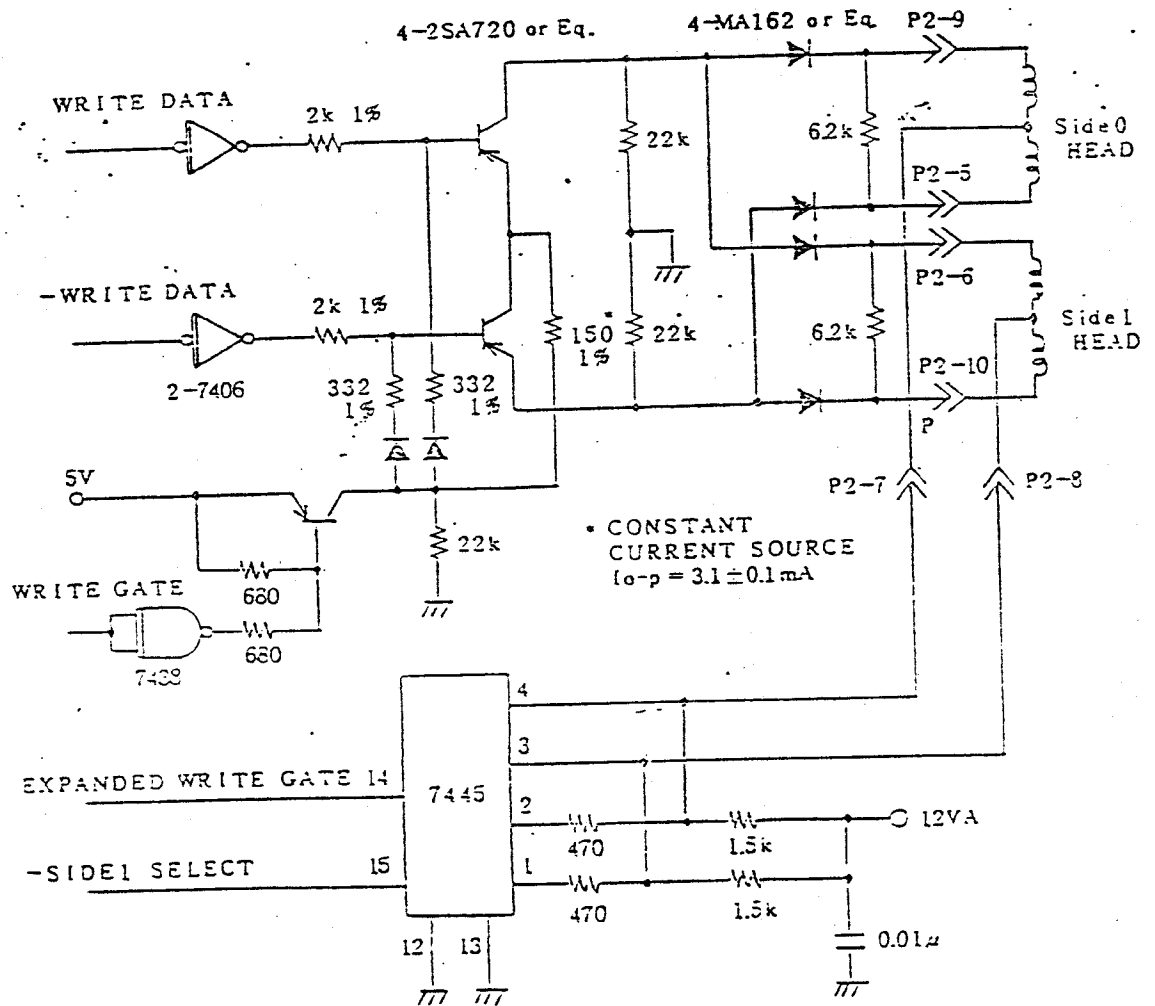 4-2SA720 or Eq.
4-MA162 or Eq.
P2-9
WRITE DATA
2k 1%
22k
6.2k
Side0
HEAD
P2-5
P2-6
-WRITE DATA
2k 1%
2-7406
332
1%
332
1%
150
1%
22k
6.2k
Side1
HEAD
P2-10
P
5V
P2-7
P2-8
22k
* CONSTANT
CURRENT SOURCE
Io-p = 3.1 ± 0.1mA
WRITE GATE
680
680
7438
4
3
EXPANDED WRITE GATE 14
7445
2
470
1.5k
12VA
-SIDE1 SELECT
15
1
470
1.5k
12
13
0.01μ